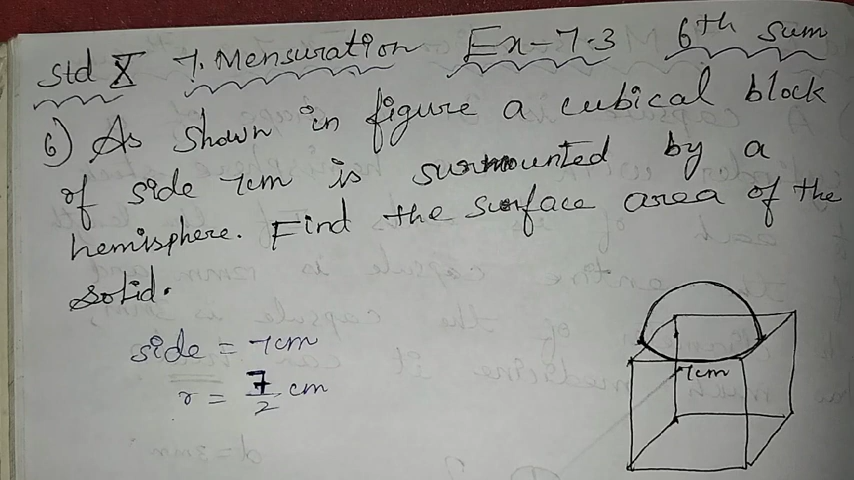 Std X 7. Mensuration Ex-7.3 6th Sum
6) As shown in figure a cubical block
of side 7cm is surmounted by a
hemisphere. Find the surface area of the
solid.
side = 7cm
r = 7/2 cm
7cm